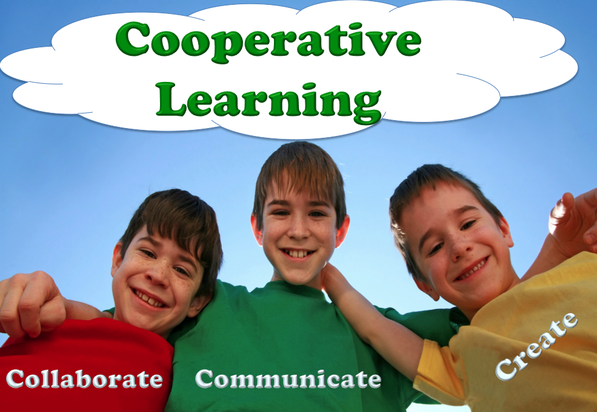 Cooperative
Learning
Collaborate
Communicate
Create